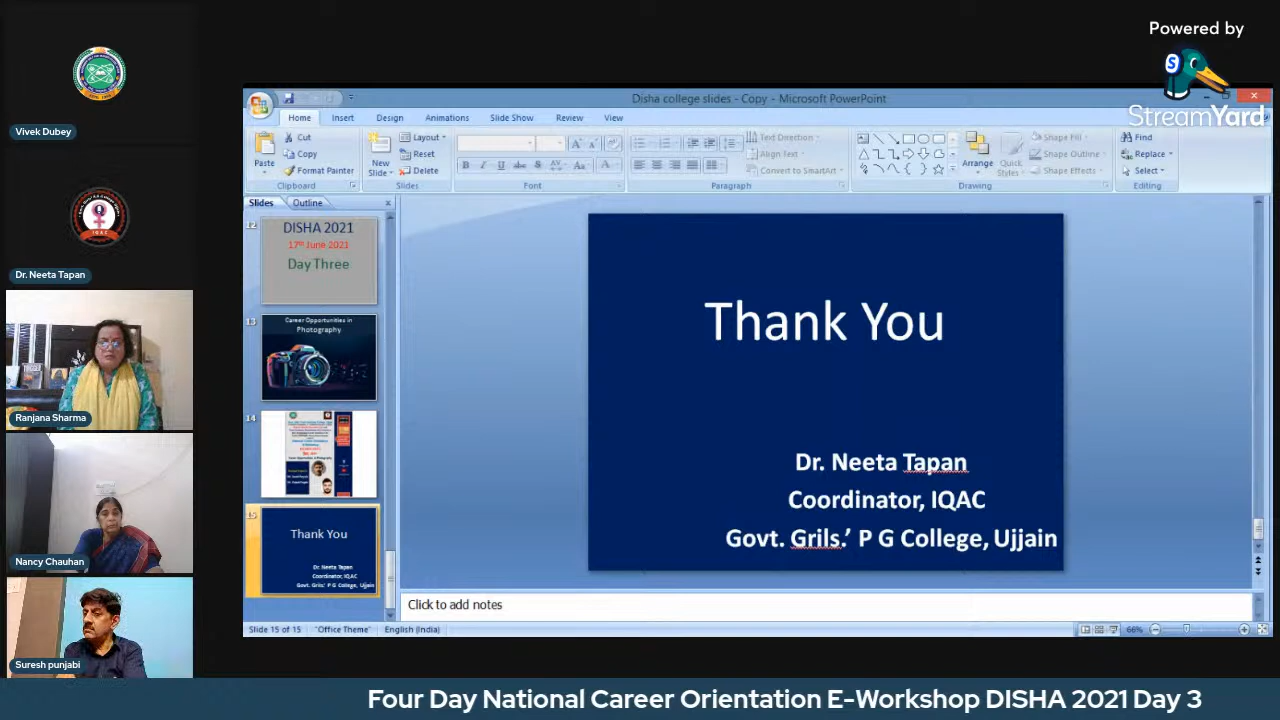 Powered by
StreamYard
Vivek Dubey
Dr. Neeta Tapan
Ranjana Sharma
Nancy Chauhan
Suresh punjabi
Disha college slides - Copy - Microsoft PowerPoint
Home Insert Design Animations Slide Show Review View
Paste
Cut
Copy
Format Painter
Clipboard
New Slide
Layout
Reset
Delete
Slides
Font
Text Direction
Align Text
Convert to SmartArt
Paragraph
Arrange
Quick Styles
Shape Fill
Shape Outline
Shape Effects
Drawing
Find
Replace
Select
Editing
Slides Outline
12
DISHA 2021
17th June 2021
Day Three
13
Career Opportunities in
Photography
14
15
Thank You
Dr. Neeta Tapan
Coordinator, IQAC
Govt. Grils.' P G College, Ujjain
Thank You
Dr. Neeta Tapan
Coordinator, IQAC
Govt. Grils.’ P G College, Ujjain
Click to add notes
Slide 15 of 15 "Office Theme" English (India)
66%
Four Day National Career Orientation E-Workshop DISHA 2021 Day 3